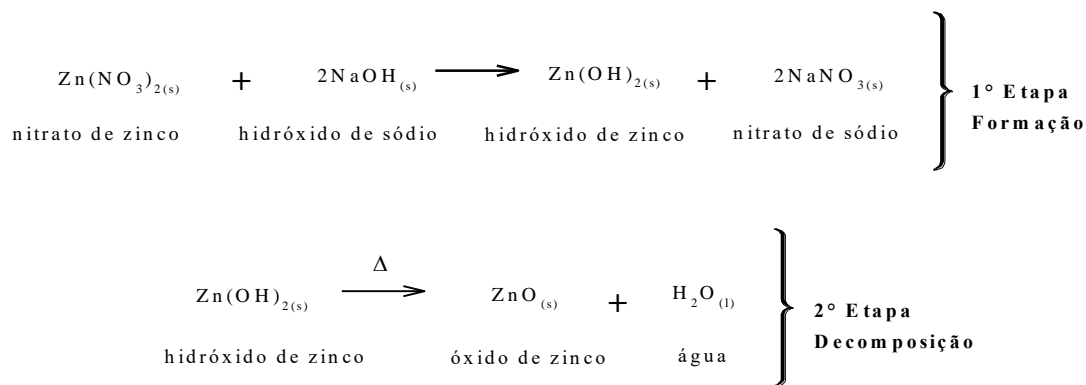 Zn(NO₃)₂(s) + 2NaOH(s) → Zn(OH)₂(s) + 2NaNO₃(s)
nitrato de zinco hidróxido de sódio hidróxido de zinco nitrato de sódio
1° Etapa
Formação
Δ
Zn(OH)₂(s) → ZnO(s) + H₂O(l)
hidróxido de zinco óxido de zinco água
2° Etapa
Decomposição